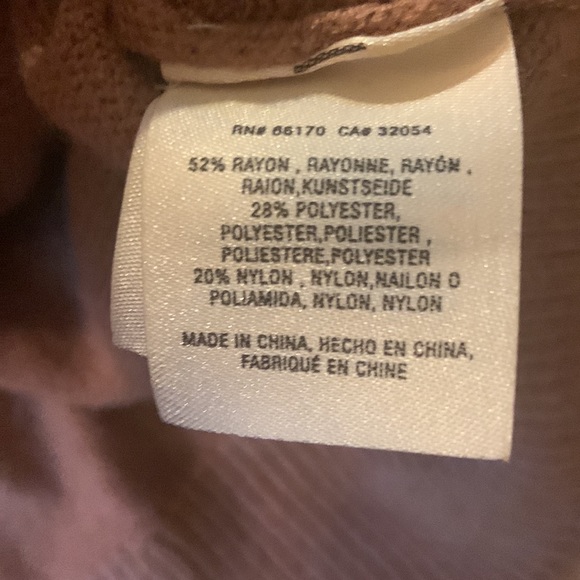 RN# 66170 CA# 32054
52% RAYON , RAYONNE, RAYÓN ,
RAION,KUNSTSEIDE
28% POLYESTER,
POLYESTER,POLIESTER ,
POLIESTERE,POLYESTER
20% NYLON , NYLON,NAILON O
POLIAMIDA, NYLON, NYLON
MADE IN CHINA, HECHO EN CHINA,
FABRIQUÉ EN CHINE